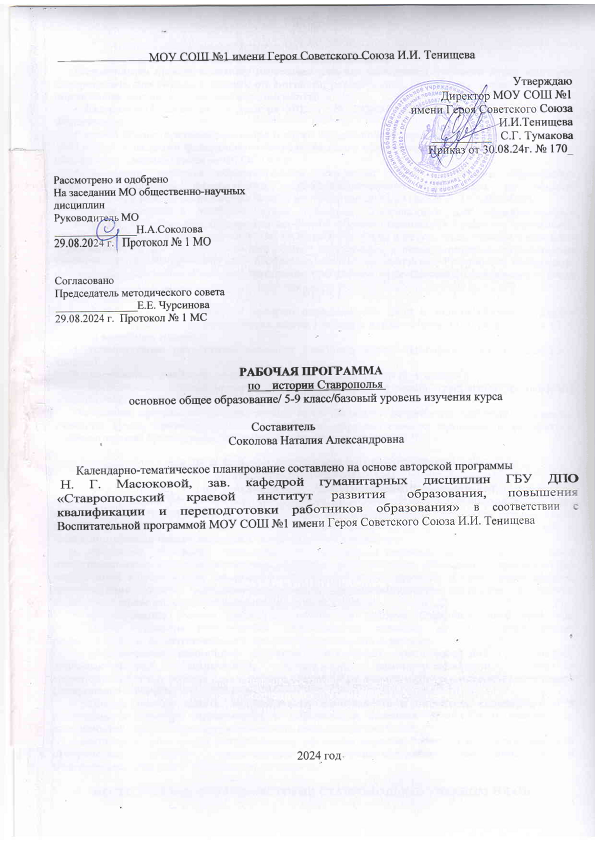 МОУ СОШ №1 имени Героя Советского Союза И.И. Тенищева
Утверждаю
Директор МОУ СОШ №1
имени Героя Советского Союза
И.И.Тенищева
С.Г. Тумакова
Приказ от 30.08.24г. № 170_
Рассмотрено и одобрено
На заседании МО общественно-научных
дисциплин
Руководитель МО
_______________Н.А.Соколова
29.08.2024 г. Протокол № 1 МО
Согласовано
Председатель методического совета
_______________Е.Е. Чурсинова
29.08.2024 г. Протокол № 1 МС
РАБОЧАЯ ПРОГРАММА
по истории Ставрополья
основное общее образование/ 5-9 класс/базовый уровень изучения курса
Составитель
Соколова Наталия Александровна
Календарно-тематическое планирование составлено на основе авторской программы
Н. Г. Масюковой, зав. кафедрой гуманитарных дисциплин ГБУ ДПО
«Ставропольский краевой институт развития образования, повышения
квалификации и переподготовки работников образования» в соответствии с
Воспитательной программой МОУ СОШ №1 имени Героя Советского Союза И.И. Тенищева
2024 год